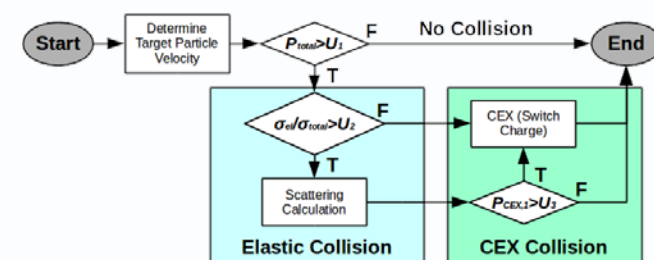 Start
Determine
Target Particle
Velocity
P_total>U_1
F
No Collision
End
T
σ_el/σ_total>U_2
F
CEX (Switch
Charge)
T
T
F
Scattering
Calculation
P_CEX,1>U_3
Elastic Collision
CEX Collision